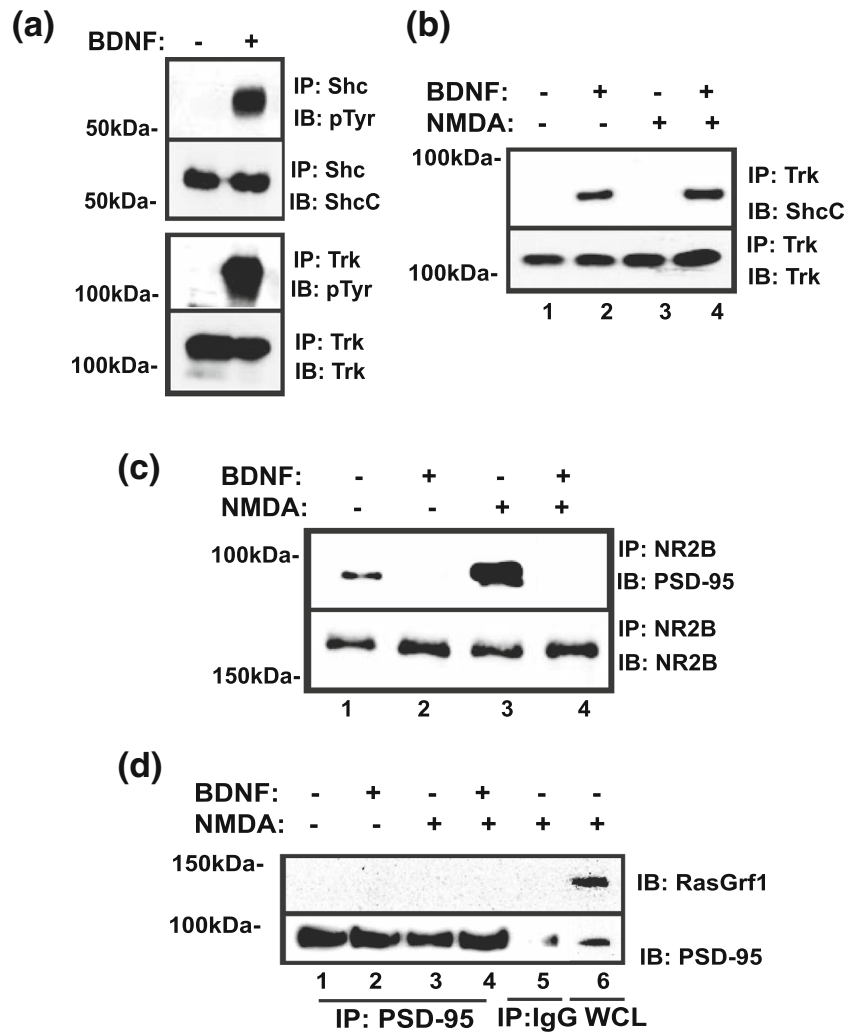 (a)
BDNF: - +
IP: Shc
IB: pTyr
50kDa-
IP: Shc
IB: ShcC
50kDa-
IP: Trk
IB: pTyr
100kDa-
IP: Trk
IB: Trk
100kDa-
(b)
BDNF: - + - +
NMDA: - - + +
100kDa-
IP: Trk
IB: ShcC
IP: Trk
IB: Trk
100kDa-
1 2 3 4
(c)
BDNF: - + - +
NMDA: - - + +
100kDa-
IP: NR2B
IB: PSD-95
IP: NR2B
IB: NR2B
150kDa-
1 2 3 4
(d)
BDNF: - + - + - -
NMDA: - - + + + +
150kDa-
IB: RasGrf1
100kDa-
IB: PSD-95
1 2 3 4 5 6
IP: PSD-95 IP:IgG WCL